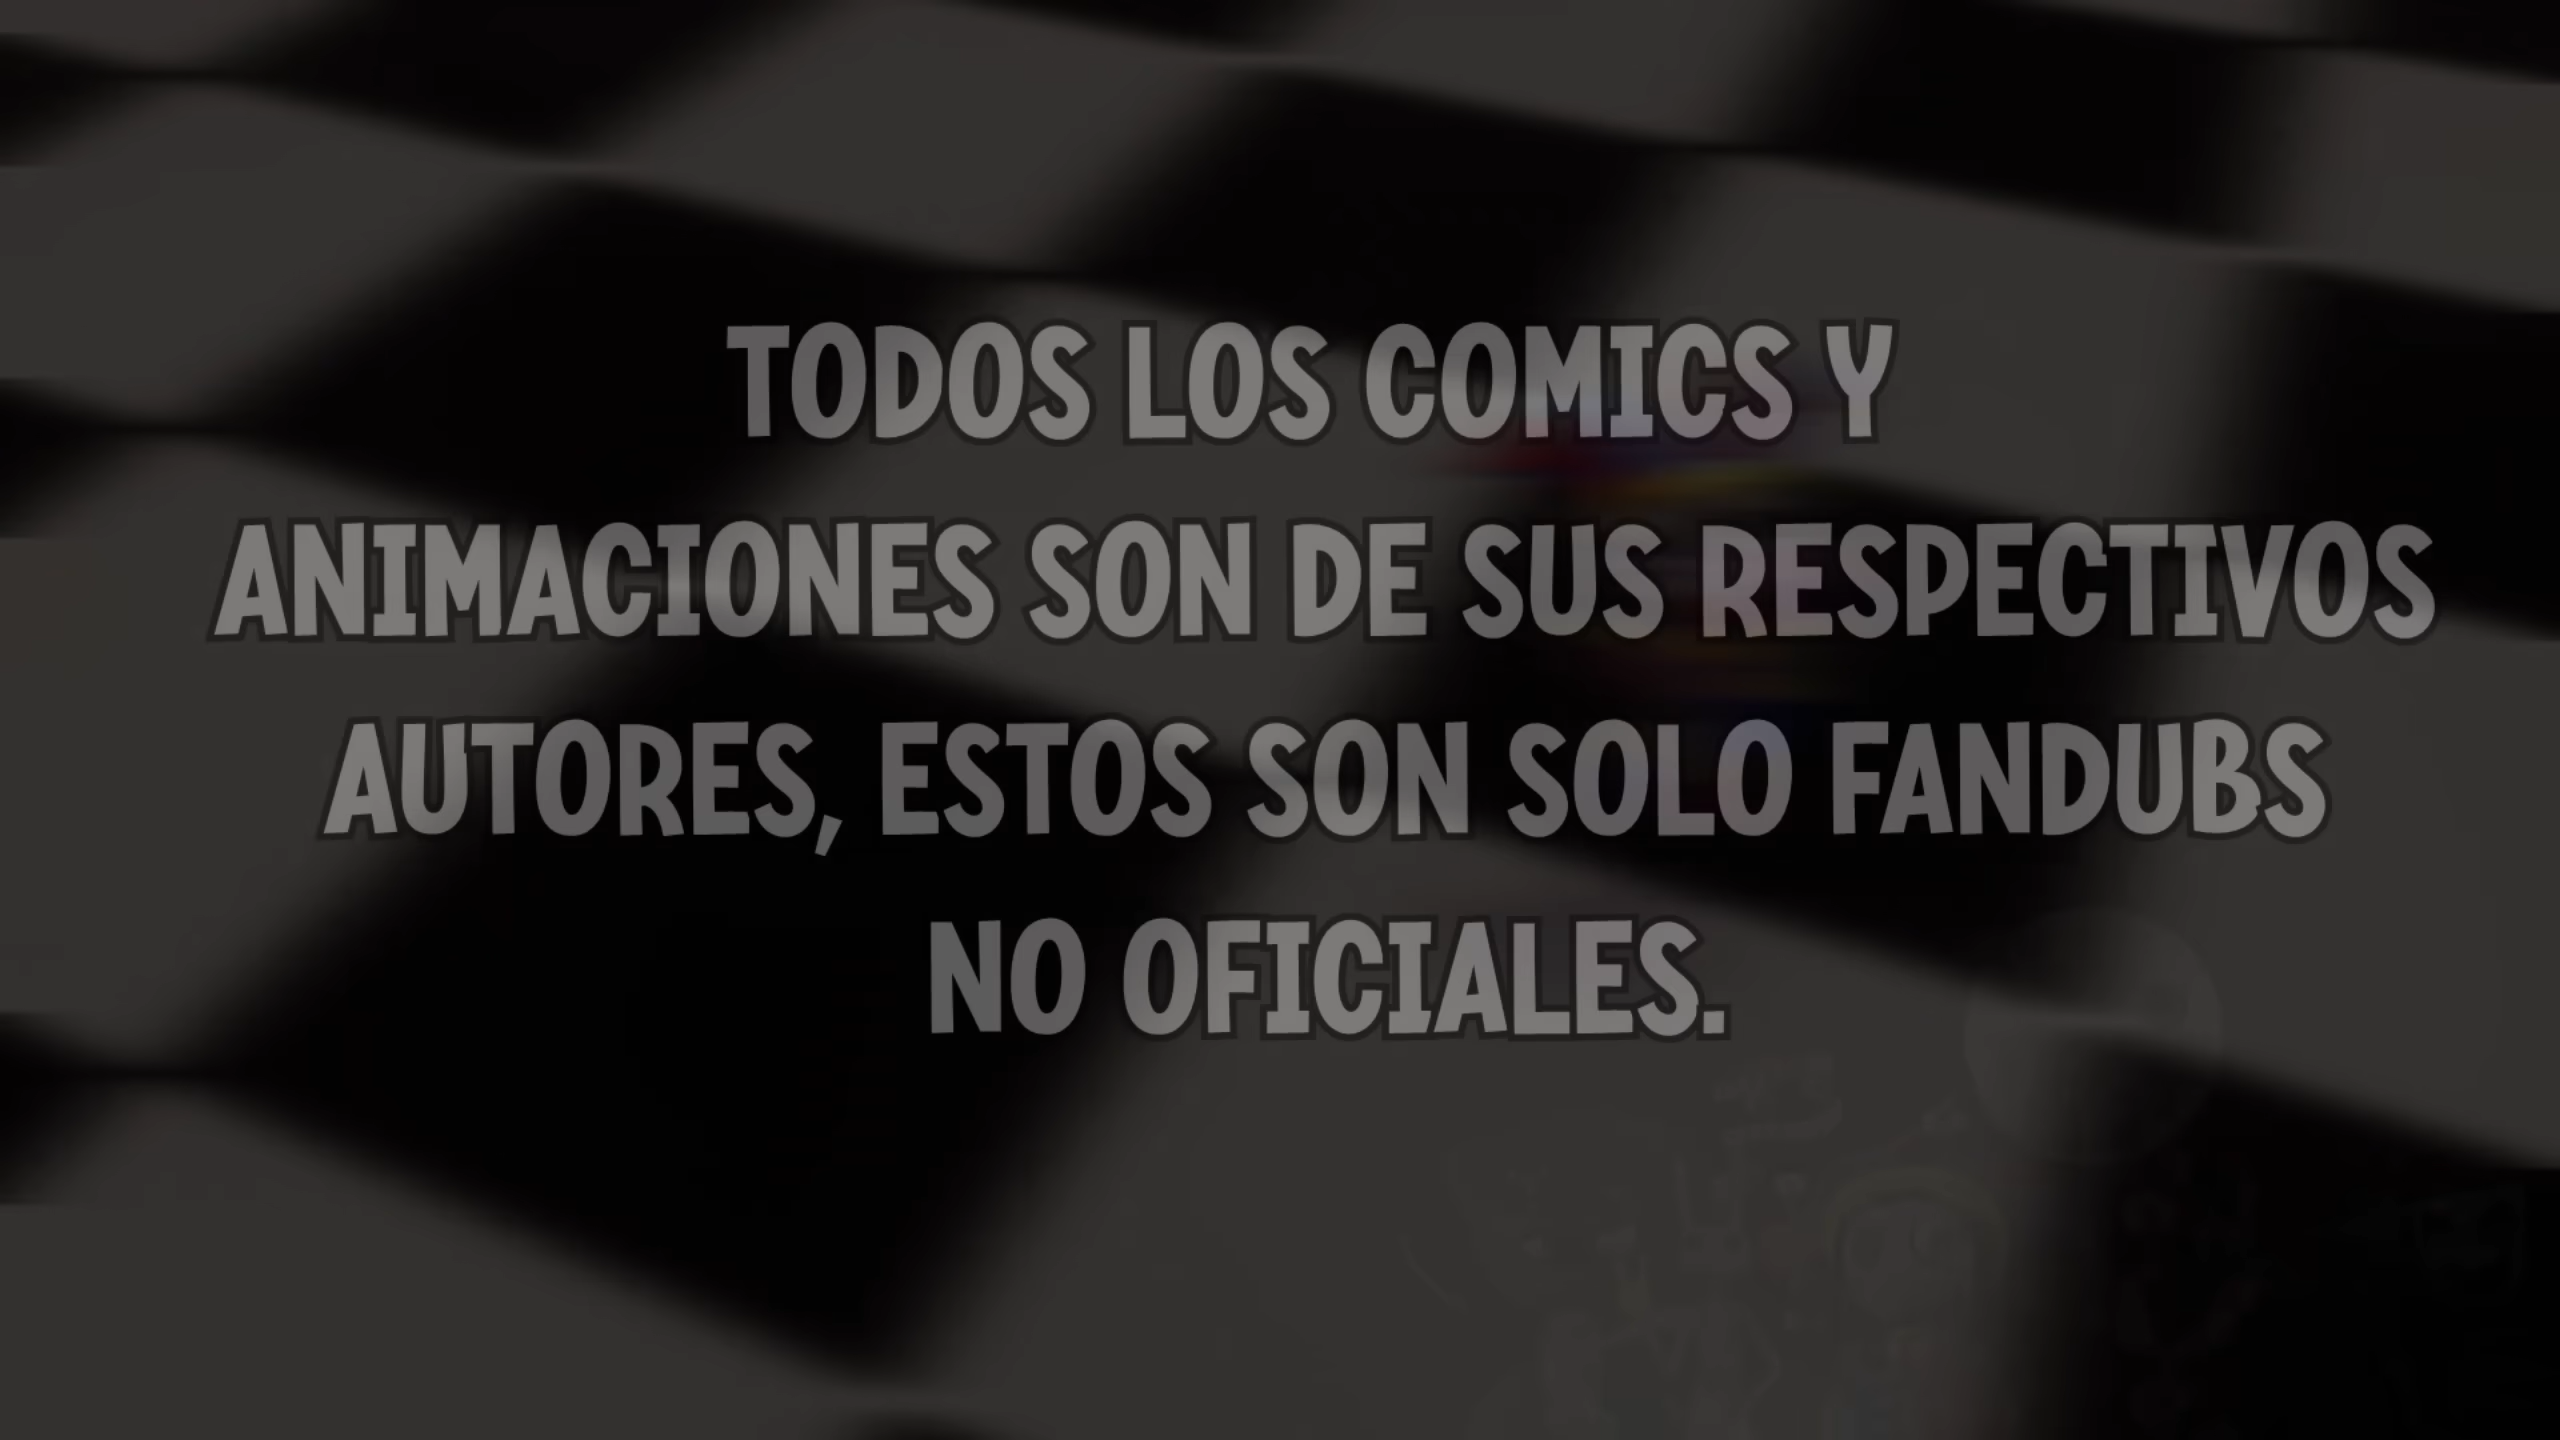 TODOS LOS COMICS Y
ANIMACIONES SON DE SUS RESPECTIVOS
AUTORES, ESTOS SON SOLO FANDUBS
NO OFICIALES.